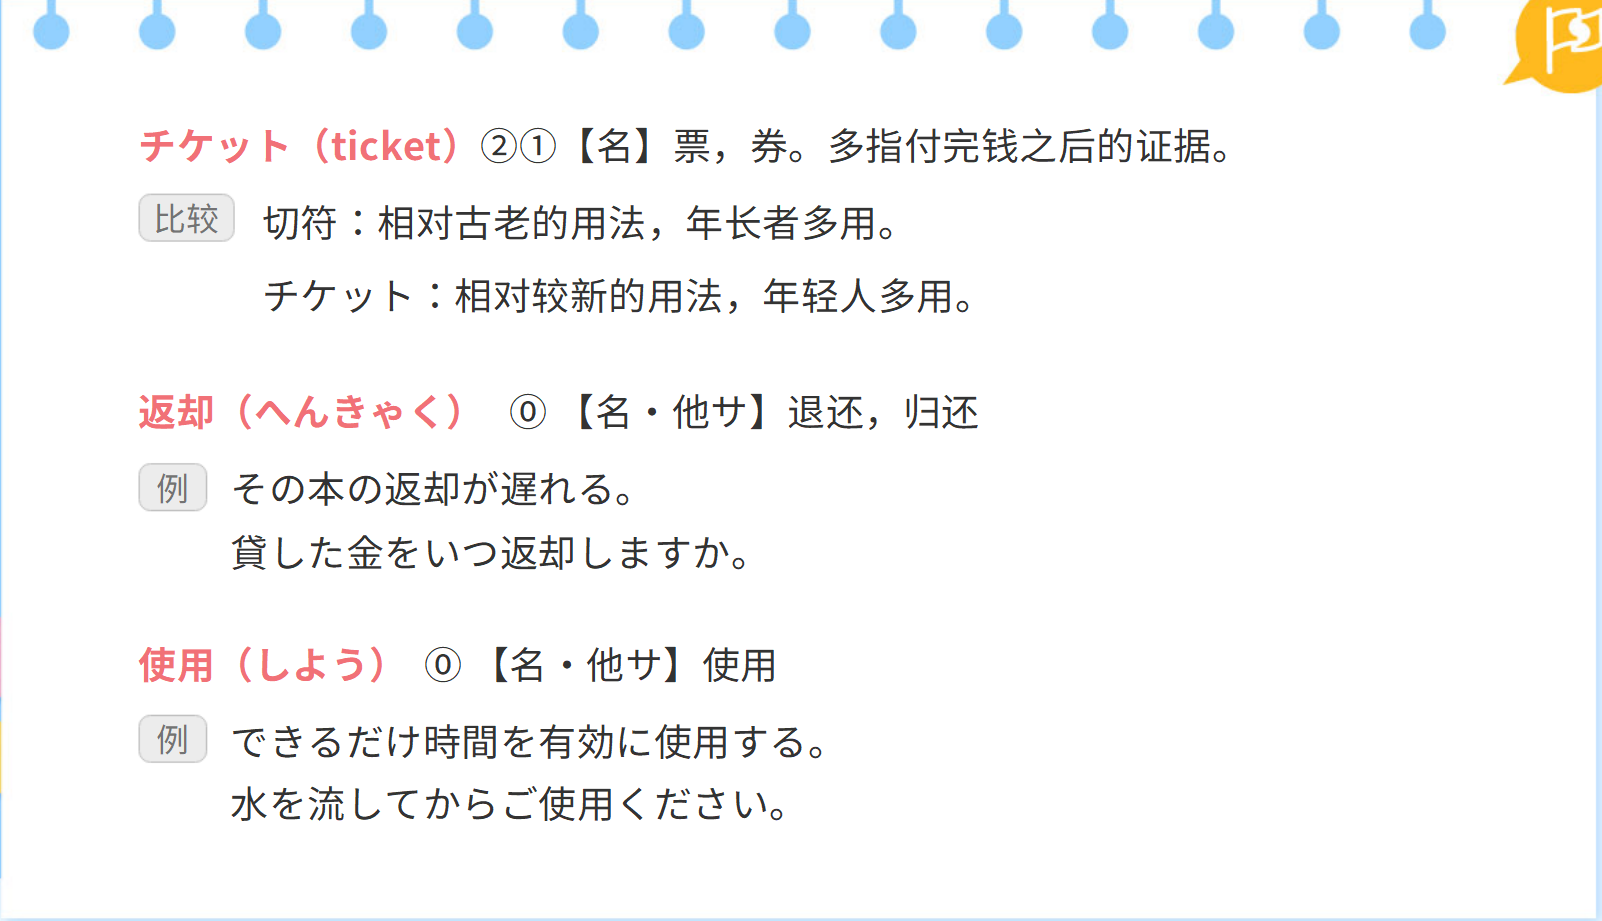 チケット（ticket）②①【名】票，券。多指付完钱之后的证据。
比较 切符：相对古老的用法，年长者多用。
チケット：相对较新的用法，年轻人多用。
返却（へんきゃく） ⓪ 【名・他サ】退还，归还
例 その本の返却が遅れる。
貸した金をいつ返却しますか。
使用（しよう） ⓪ 【名・他サ】使用
例 できるだけ時間を有効に使用する。
水を流してからご使用ください。